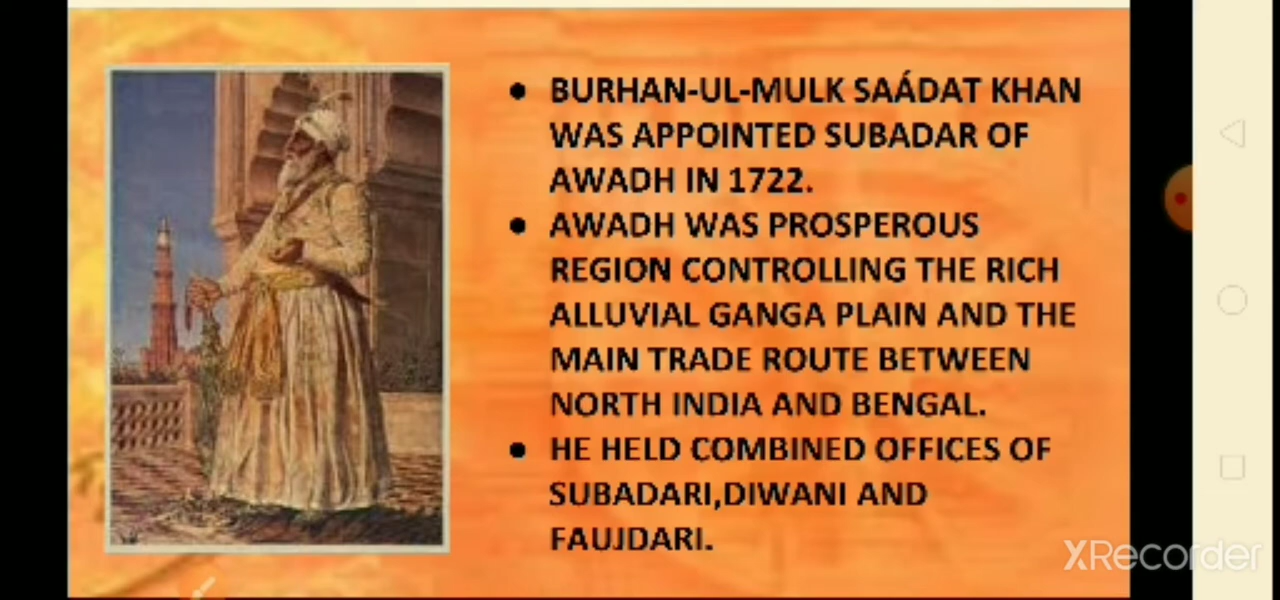 ● BURHAN-UL-MULK SAÁDAT KHAN
WAS APPOINTED SUBADAR OF
AWADH IN 1722.
● AWADH WAS PROSPEROUS
REGION CONTROLLING THE RICH
ALLUVIAL GANGA PLAIN AND THE
MAIN TRADE ROUTE BETWEEN
NORTH INDIA AND BENGAL.
● HE HELD COMBINED OFFICES OF
SUBADARI,DIWANI AND
FAUJDARI.
XRecorder